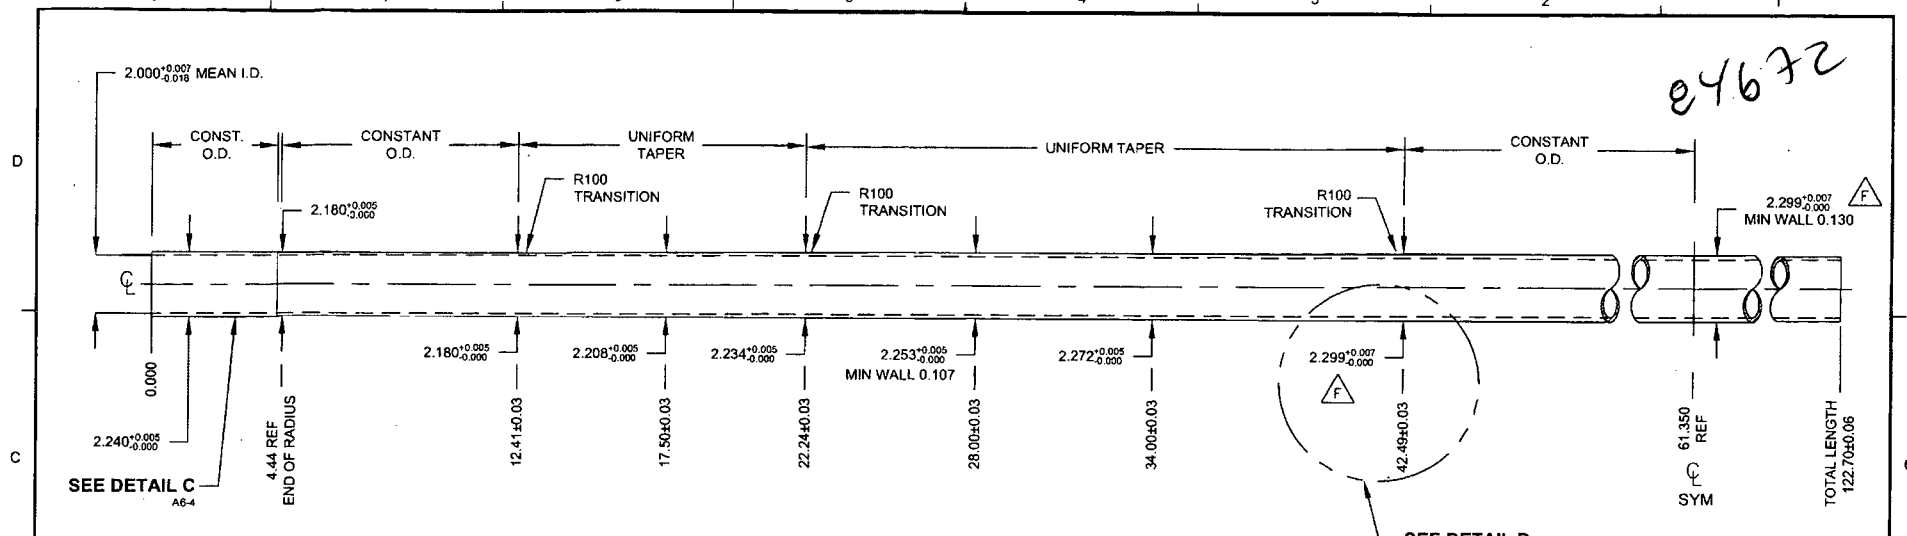 4
3
2
84672
2.000 +0.007 -0.018 MEAN I.D.
CONST.
O.D.
CONSTANT
O.D.
UNIFORM
TAPER
UNIFORM TAPER
CONSTANT
O.D.
D
R100
TRANSITION
R100
TRANSITION
R100
TRANSITION
2.180 +0.005 -0.000
2.299 +0.007 -0.000
MIN WALL 0.130
F
C L
2.180 +0.005 -0.000
2.208 +0.005 -0.000
2.234 +0.005 -0.000
2.253 +0.005 -0.000
MIN WALL 0.107
2.272 +0.005 -0.000
2.299 +0.007 -0.000
F
2.240 +0.005 -0.000
C
SEE DETAIL C
A6-4
0.000
4.44 REF
END OF RADIUS
12.41±0.03
17.50±0.03
22.24±0.03
28.00±0.03
34.00±0.03
42.49±0.03
61.350
REF
C L
SYM
TOTAL LENGTH
122.70±0.06
SEE DETAIL